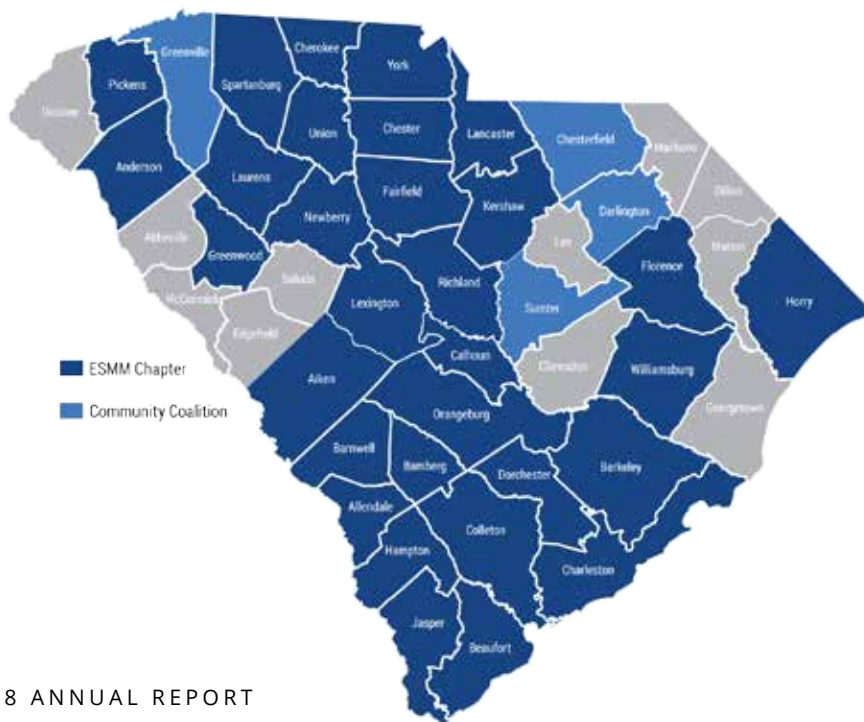 Greenville
Cherokee
York
Pickens
Spartanburg
Oconee
Union
Chester
Lancaster
Chesterfield
Marlboro
Anderson
Laurens
Fairfield
Kershaw
Dillon
Darlington
Newberry
Abbeville
Greenwood
Lee
Marion
Florence
Saluda
Richland
Horry
McCormick
Lexington
Sumter
Edgefield
Calhoun
Clarendon
Williamsburg
ESMM Chapter
Aiken
Georgetown
Community Coalition
Orangeburg
Barnwell
Bamberg
Dorchester
Berkeley
Allendale
Colleton
Hampton
Charleston
Jasper
Beaufort
8 ANNUAL REPORT